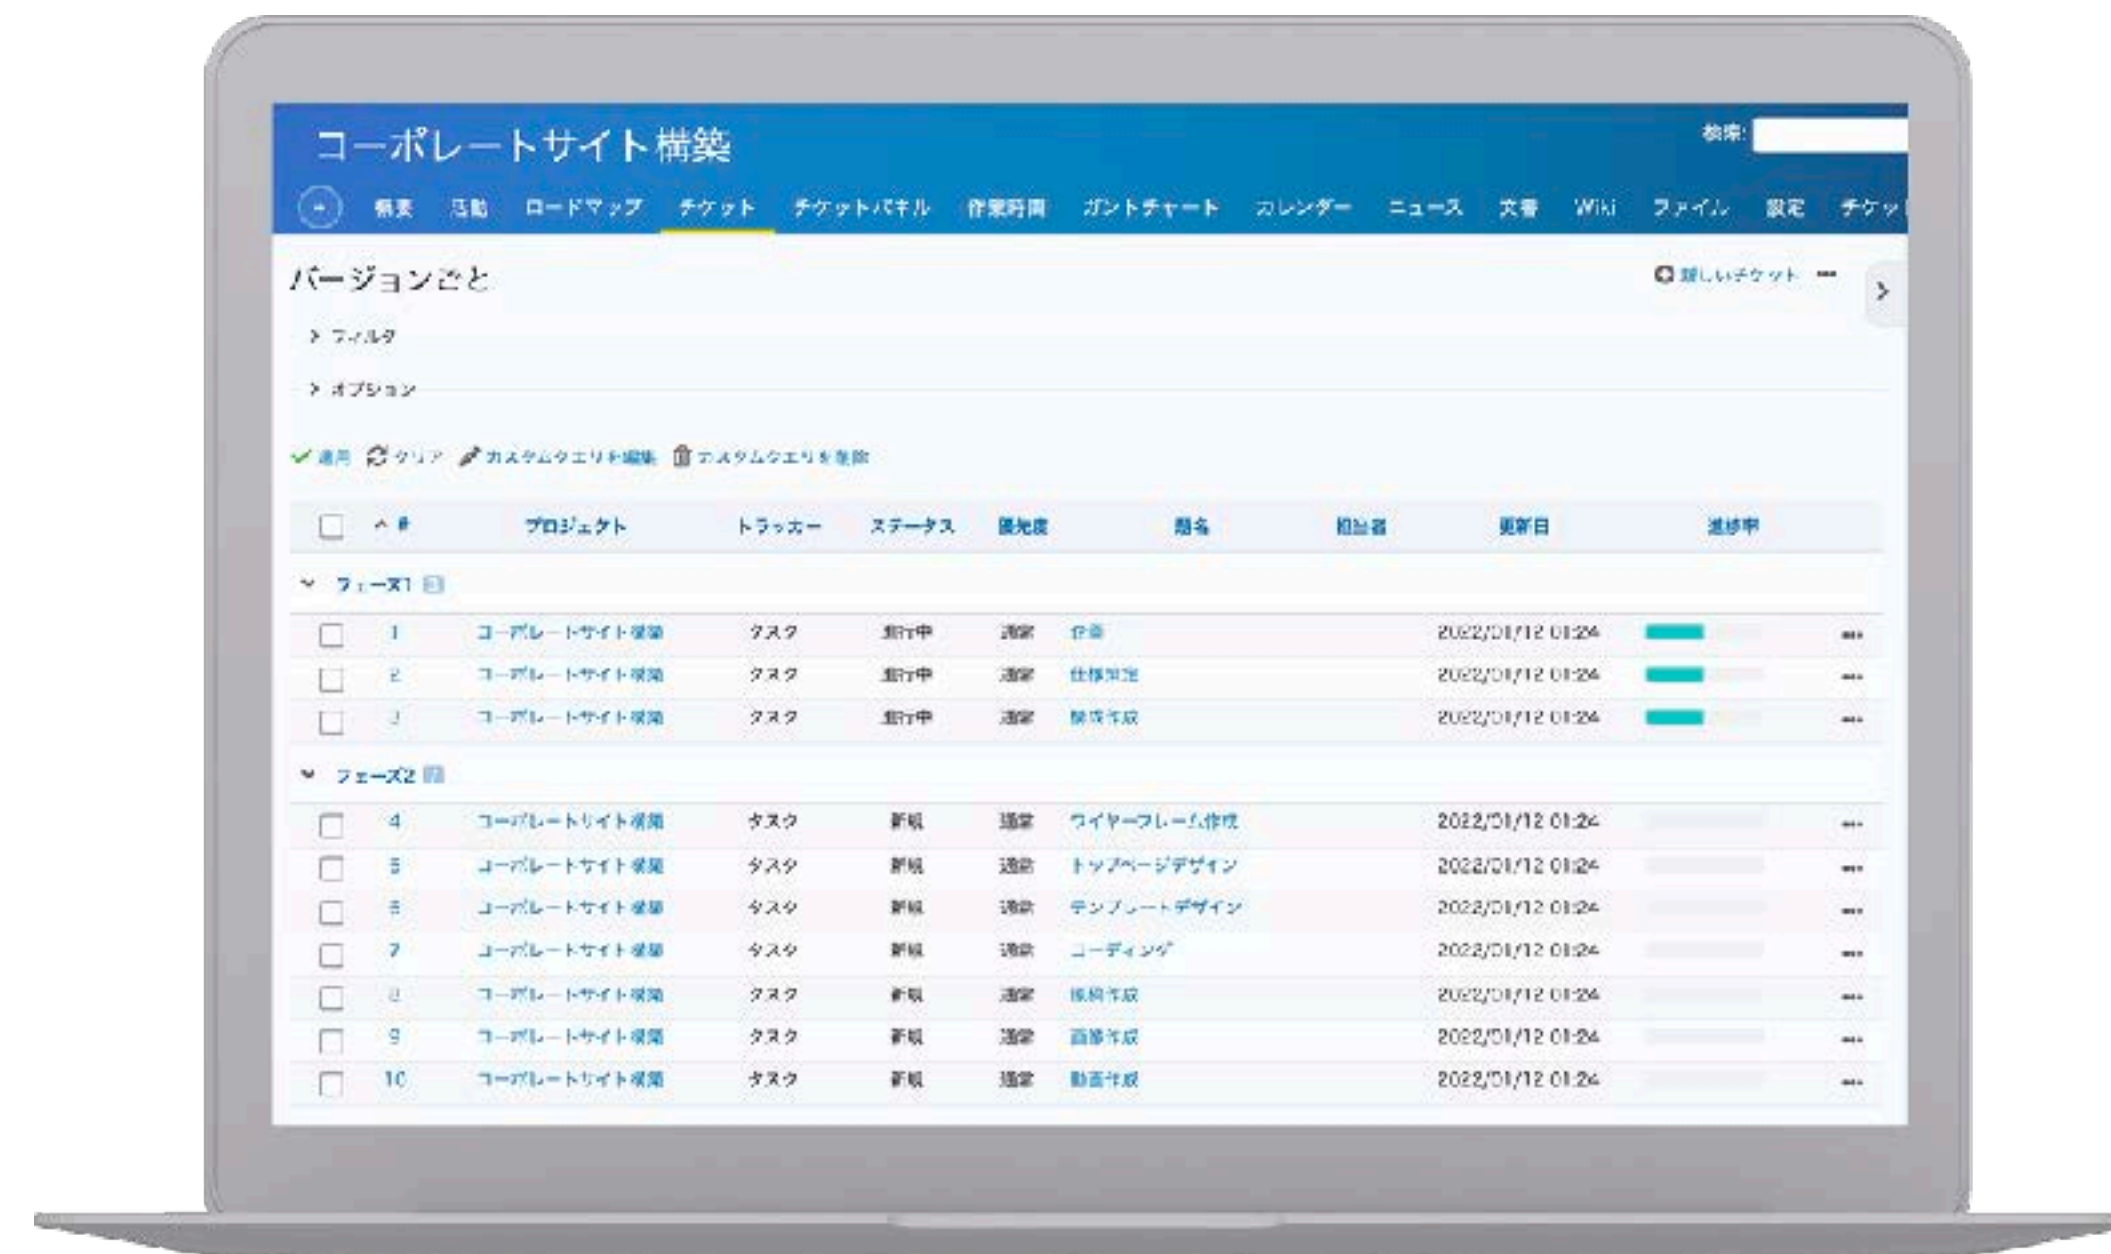 コーポレートサイト構築
検索:
概要 活動 ロードマップ チケット チケットパネル 作業時間 ガントチャート カレンダー ニュース 文書 Wiki ファイル 設定 チケッ
バージョンごと
新しいチケット
フィルタ
オプション
適用 クリア カスタムクエリを編集 カスタムクエリを削除
# プロジェクト トラッカー ステータス 優先度 題名 担当者 更新日 進捗率
フェーズ1
1 コーポレートサイト構築 タスク 進行中 通常 企画 2022/01/12 01:24
2 コーポレートサイト構築 タスク 進行中 通常 仕様策定 2022/01/12 01:24
3 コーポレートサイト構築 タスク 進行中 通常 構成作成 2022/01/12 01:24
フェーズ2
4 コーポレートサイト構築 タスク 新規 通常 ワイヤーフレーム作成 2022/01/12 01:24
5 コーポレートサイト構築 タスク 新規 通常 トップページデザイン 2022/01/12 01:24
6 コーポレートサイト構築 タスク 新規 通常 テンプレートデザイン 2022/01/12 01:24
7 コーポレートサイト構築 タスク 新規 通常 コーディング 2022/01/12 01:24
8 コーポレートサイト構築 タスク 新規 通常 原稿作成 2022/01/12 01:24
9 コーポレートサイト構築 タスク 新規 通常 画像作成 2022/01/12 01:24
10 コーポレートサイト構築 タスク 新規 通常 動画作成 2022/01/12 01:24